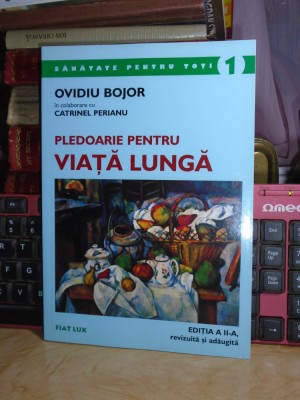 SĂNĂTATE PENTRU TOȚI 1
OVIDIU BOJOR
în colaborare cu
CATRINEL PERIANU
PLEDOARIE PENTRU
VIAȚĂ LUNGĂ
EDIȚIA A II-A,
revizuită și adăugită
FIAT LUX